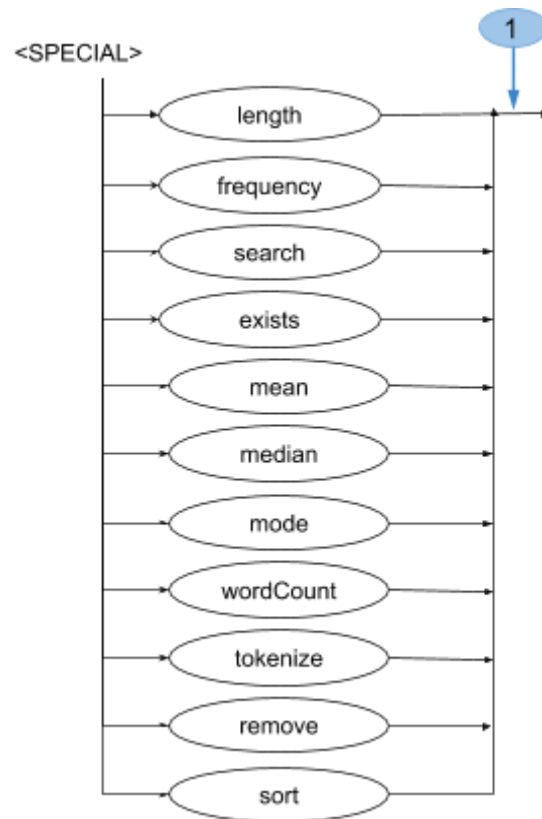 1
<SPECIAL>
length
frequency
search
exists
mean
median
mode
wordCount
tokenize
remove
sort